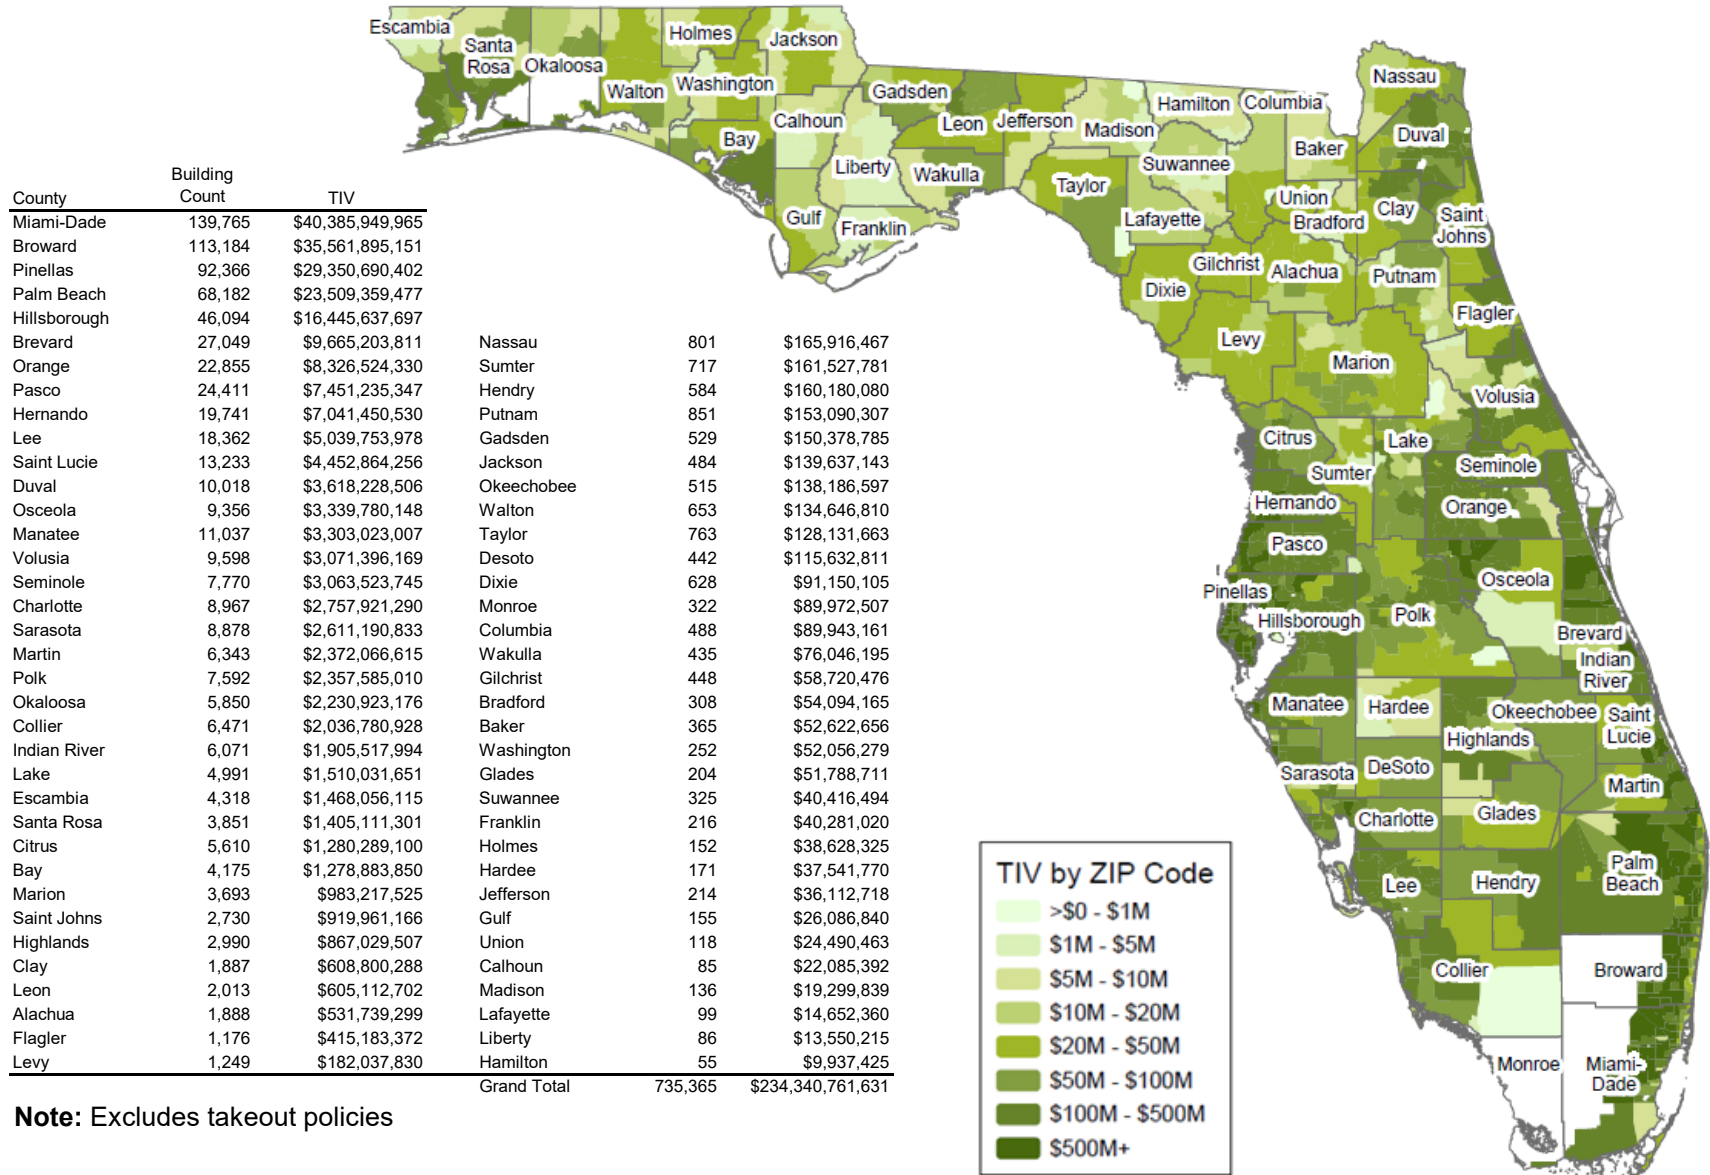 Building
County Count TIV
Miami-Dade 139,765 $40,385,949,965
Broward 113,184 $35,561,895,151
Pinellas 92,366 $29,350,690,402
Palm Beach 68,182 $23,509,359,477
Hillsborough 46,094 $16,445,637,697
Brevard 27,049 $9,665,203,811 Nassau 801 $165,916,467
Orange 22,855 $8,326,524,330 Sumter 717 $161,527,781
Pasco 24,411 $7,451,235,347 Hendry 584 $160,180,080
Hernando 19,741 $7,041,450,530 Putnam 851 $153,090,307
Lee 18,362 $5,039,753,978 Gadsden 529 $150,378,785
Saint Lucie 13,233 $4,452,864,256 Jackson 484 $139,637,143
Duval 10,018 $3,618,228,506 Okeechobee 515 $138,186,597
Osceola 9,356 $3,339,780,148 Walton 653 $134,646,810
Manatee 11,037 $3,303,023,007 Taylor 763 $128,131,663
Volusia 9,598 $3,071,396,169 Desoto 442 $115,632,811
Seminole 7,770 $3,063,523,745 Dixie 628 $91,150,105
Charlotte 8,967 $2,757,921,290 Monroe 322 $89,972,507
Sarasota 8,878 $2,611,190,833 Columbia 488 $89,943,161
Martin 6,343 $2,372,066,615 Wakulla 435 $76,046,195
Polk 7,592 $2,357,585,010 Gilchrist 448 $58,720,476
Okaloosa 5,850 $2,230,923,176 Bradford 308 $54,094,165
Collier 6,471 $2,036,780,928 Baker 365 $52,622,656
Indian River 6,071 $1,905,517,994 Washington 252 $52,056,279
Lake 4,991 $1,510,031,651 Glades 204 $51,788,711
Escambia 4,318 $1,468,056,115 Suwannee 325 $40,416,494
Santa Rosa 3,851 $1,405,111,301 Franklin 216 $40,281,020
Citrus 5,610 $1,280,289,100 Holmes 152 $38,628,325
Bay 4,175 $1,278,883,850 Hardee 171 $37,541,770
Marion 3,693 $983,217,525 Jefferson 214 $36,112,718
Saint Johns 2,730 $919,961,166 Gulf 155 $26,086,840
Highlands 2,990 $867,029,507 Union 118 $24,490,463
Clay 1,887 $608,800,288 Calhoun 85 $22,085,392
Leon 2,013 $605,112,702 Madison 136 $19,299,839
Alachua 1,888 $531,739,299 Lafayette 99 $14,652,360
Flagler 1,176 $415,183,372 Liberty 86 $13,550,215
Levy 1,249 $182,037,830 Hamilton 55 $9,937,425
Grand Total 735,365 $234,340,761,631
Note: Excludes takeout policies
Escambia
Santa
Rosa
Okaloosa
Walton
Holmes
Jackson
Washington
Bay
Calhoun
Gulf
Liberty
Franklin
Gadsden
Leon
Wakulla
Jefferson
Madison
Taylor
Hamilton
Suwannee
Lafayette
Columbia
Baker
Nassau
Duval
Union
Bradford
Clay
Saint
Johns
Dixie
Gilchrist
Alachua
Putnam
Flagler
Levy
Marion
Volusia
Citrus
Lake
Sumter
Seminole
Hernando
Orange
Pasco
Osceola
Pinellas
Hillsborough
Polk
Brevard
Indian
River
Manatee
Hardee
Okeechobee
Saint
Lucie
Highlands
Sarasota
DeSoto
Martin
Charlotte
Glades
Lee
Hendry
Palm
Beach
Collier
Broward
Monroe
Miami-
Dade
TIV by ZIP Code
>$0 - $1M
$1M - $5M
$5M - $10M
$10M - $20M
$20M - $50M
$50M - $100M
$100M - $500M
$500M+